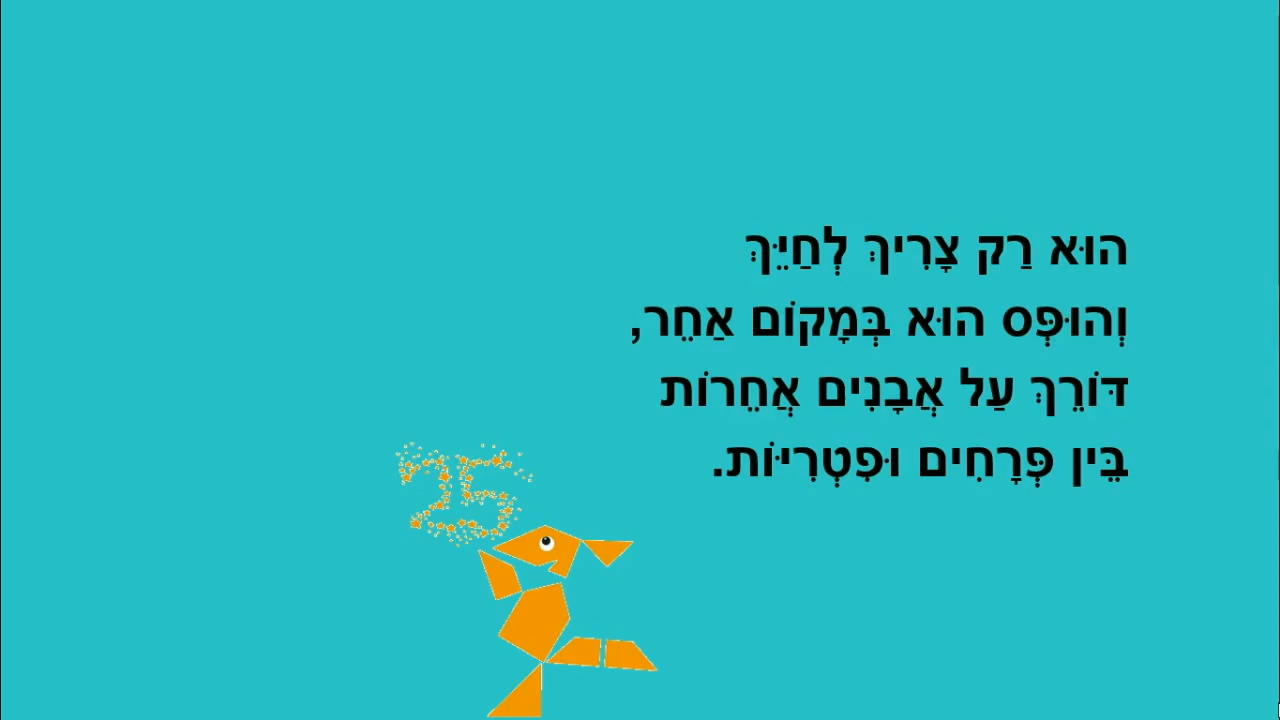 הוּא רַק צָרִיךְ לְחַיֵּךְ
וְהוּפְּס הוּא בְּמָקוֹם אַחֵר,
דּוֹרֵךְ עַל אֲבָנִים אֲחֵרוֹת
בֵּין פְּרָחִים וּפִטְרִיּוֹת.
25